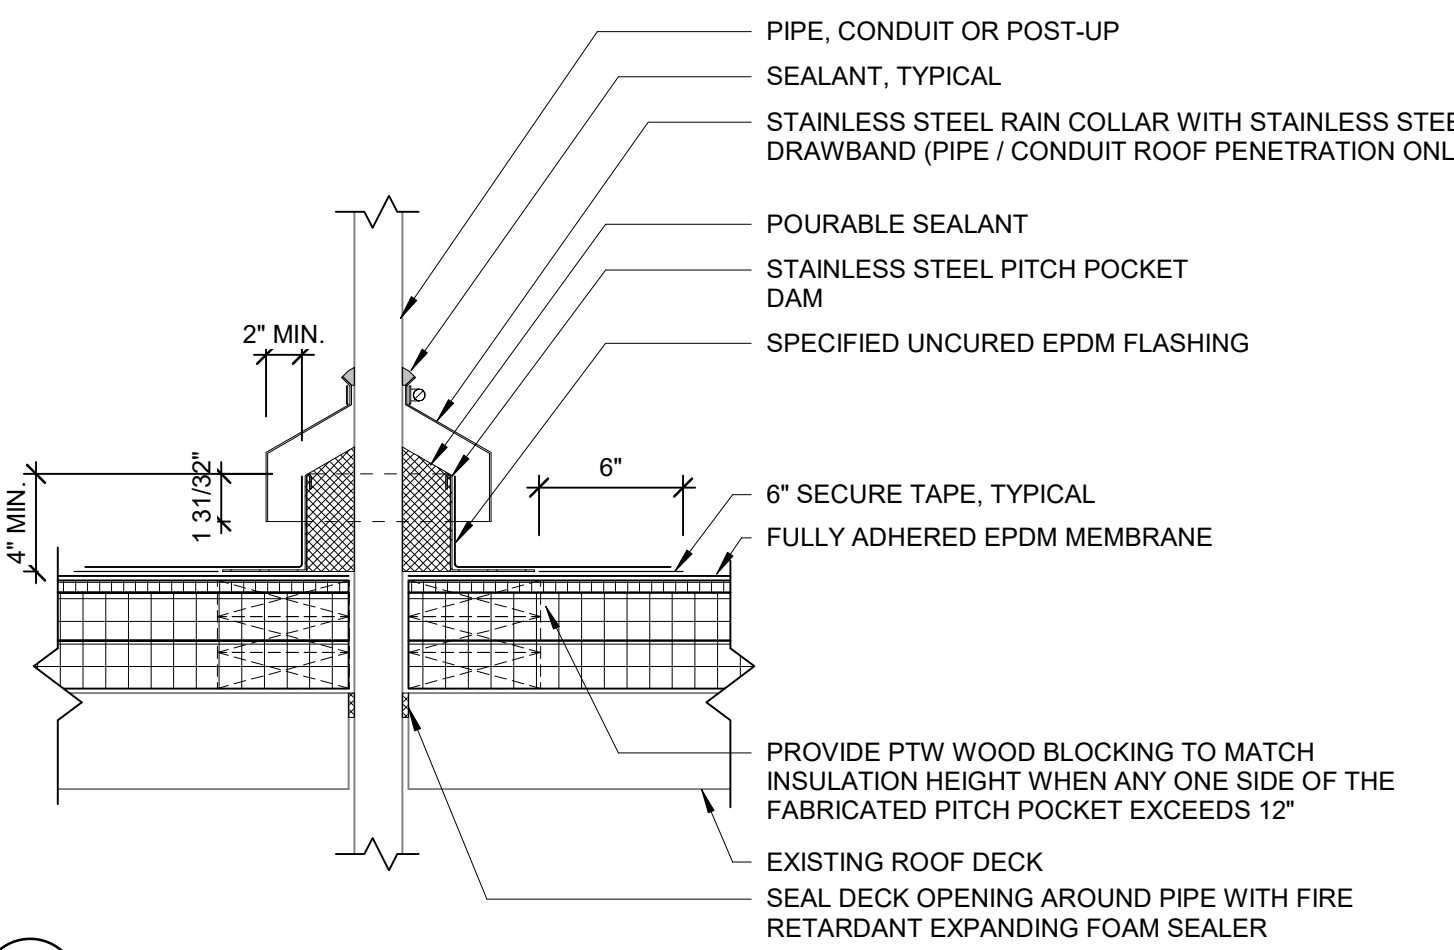 PIPE, CONDUIT OR POST-UP
SEALANT, TYPICAL
STAINLESS STEEL RAIN COLLAR WITH STAINLESS
DRAWBAND (PIPE / CONDUIT ROOF PENETRATION
POURABLE SEALANT
STAINLESS STEEL PITCH POCKET
DAM
SPECIFIED UNCURED EPDM FLASHING
2" MIN.
6"
4" MIN.
1 31/32"
6" SECURE TAPE, TYPICAL
FULLY ADHERED EPDM MEMBRANE
PROVIDE PTW WOOD BLOCKING TO MATCH
INSULATION HEIGHT WHEN ANY ONE SIDE OF THE
FABRICATED PITCH POCKET EXCEEDS 12"
EXISTING ROOF DECK
SEAL DECK OPENING AROUND PIPE WITH FIRE
RETARDANT EXPANDING FOAM SEALER